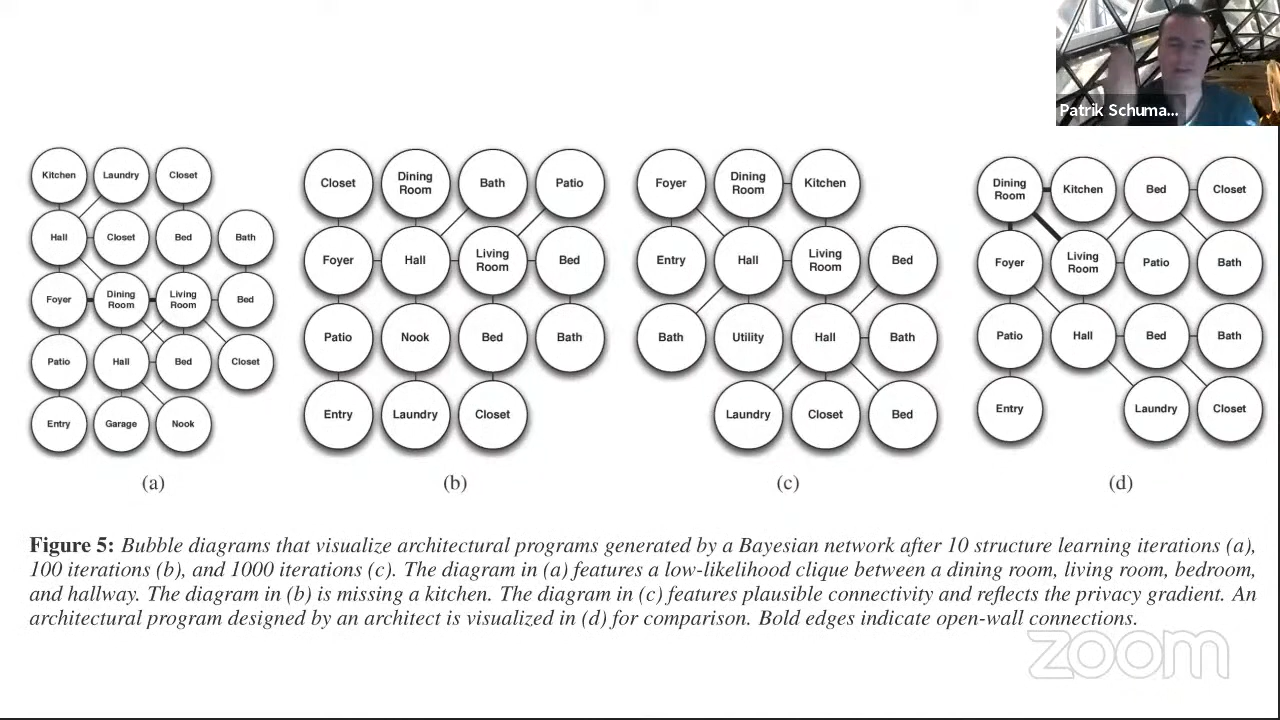 Patrik Schuma...
Kitchen Laundry Closet
Hall Closet Bed Bath
Foyer Dining Room Living Room Bed
Patio Hall Bed Closet
Entry Garage Nook
(a)
Closet Dining Room Bath Patio
Foyer Hall Living Room Bed
Patio Nook Bed Bath
Entry Laundry Closet
(b)
Foyer Dining Room Kitchen
Entry Hall Living Room Bed
Bath Utility Hall Bath
Laundry Closet Bed
(c)
Dining Room Kitchen Bed Closet
Foyer Living Room Patio Bath
Patio Hall Bed Bath
Entry Laundry Closet
(d)
Figure 5: Bubble diagrams that visualize architectural programs generated by a Bayesian network after 10 structure learning iterations (a),
100 iterations (b), and 1000 iterations (c). The diagram in (a) features a low-likelihood clique between a dining room, living room, bedroom,
and hallway. The diagram in (b) is missing a kitchen. The diagram in (c) features plausible connectivity and reflects the privacy gradient. An
architectural program designed by an architect is visualized in (d) for comparison. Bold edges indicate open-wall connections.
zoom